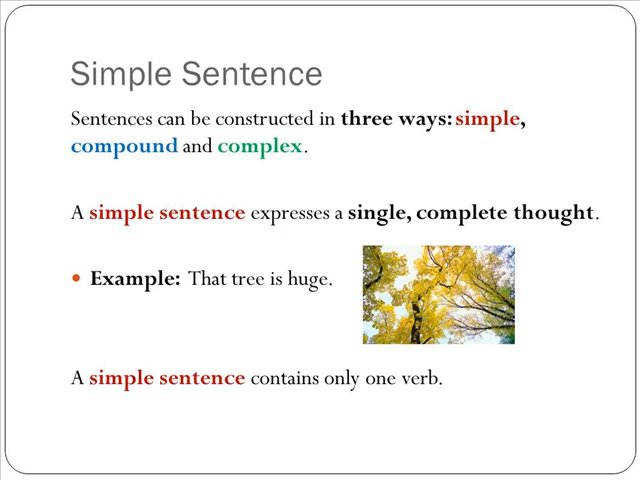 Simple Sentence
Sentences can be constructed in three ways: simple,
compound and complex.
A simple sentence expresses a single, complete thought.
• Example: That tree is huge.
A simple sentence contains only one verb.